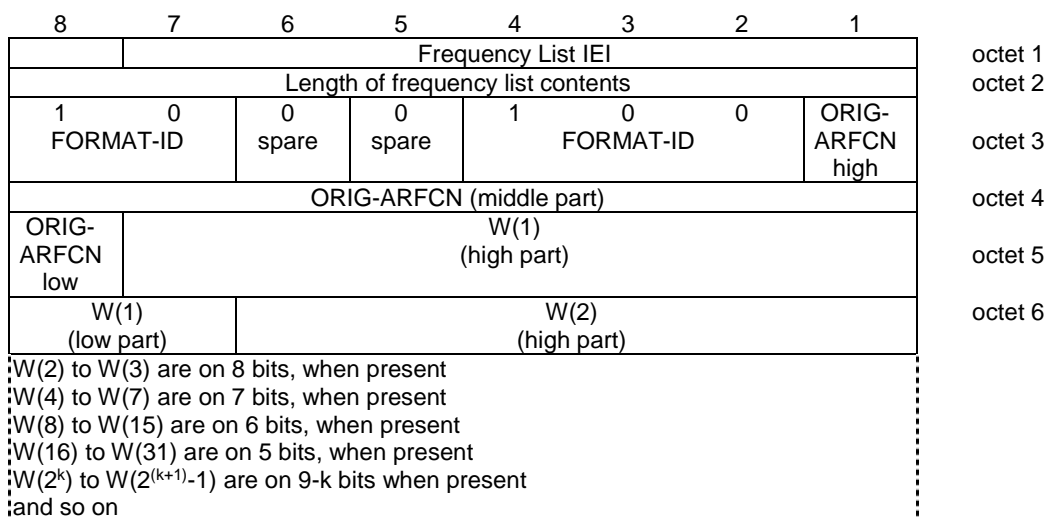 8 7 6 5 4 3 2 1
Frequency List IEI octet 1
Length of frequency list contents octet 2
1 0 0 0 1 0 0 ORIG-
FORMAT-ID spare spare FORMAT-ID ARFCN octet 3
high
ORIG-ARFCN (middle part) octet 4
ORIG- W(1)
ARFCN (high part) octet 5
low
W(1) W(2) octet 6
(low part) (high part)
W(2) to W(3) are on 8 bits, when present
W(4) to W(7) are on 7 bits, when present
W(8) to W(15) are on 6 bits, when present
W(16) to W(31) are on 5 bits, when present
W(2^k) to W(2^(k+1)-1) are on 9-k bits when present
and so on